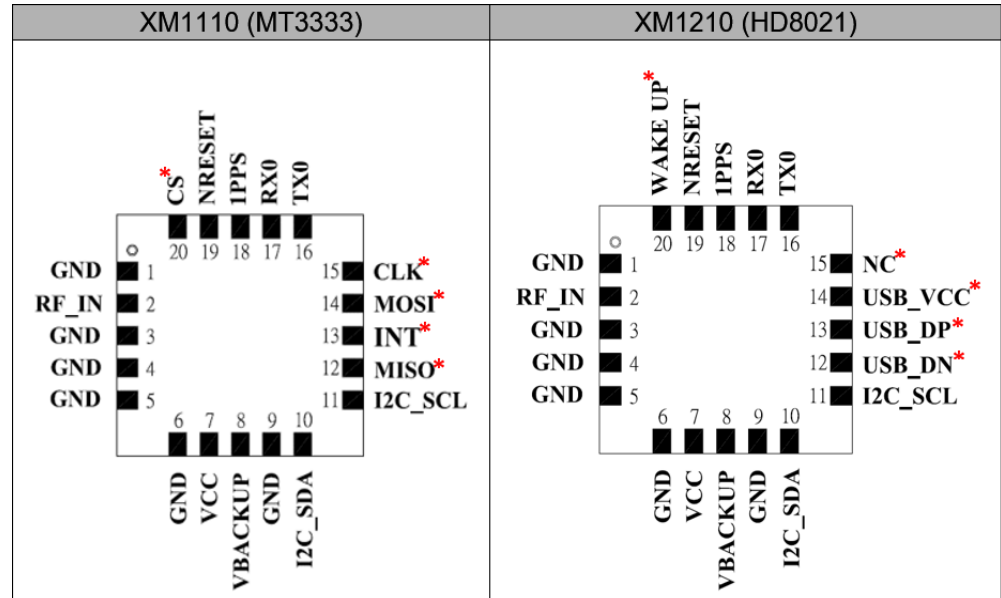 XM1110 (MT3333)
*CS
NRESET
1PPS
RX0
TX0
20 19 18 17 16
GND 1
RF_IN 2
GND 3
GND 4
GND 5
15 CLK*
14 MOSI*
13 INT*
12 MISO*
11 I2C_SCL
6 7 8 9 10
GND
VCC
VBACKUP
GND
I2C_SDA
XM1210 (HD8021)
*WAKE UP
NRESET
1PPS
RX0
TX0
20 19 18 17 16
GND 1
RF_IN 2
GND 3
GND 4
GND 5
15 NC*
14 USB_VCC*
13 USB_DP*
12 USB_DN*
11 I2C_SCL
6 7 8 9 10
GND
VCC
VBACKUP
GND
I2C_SDA